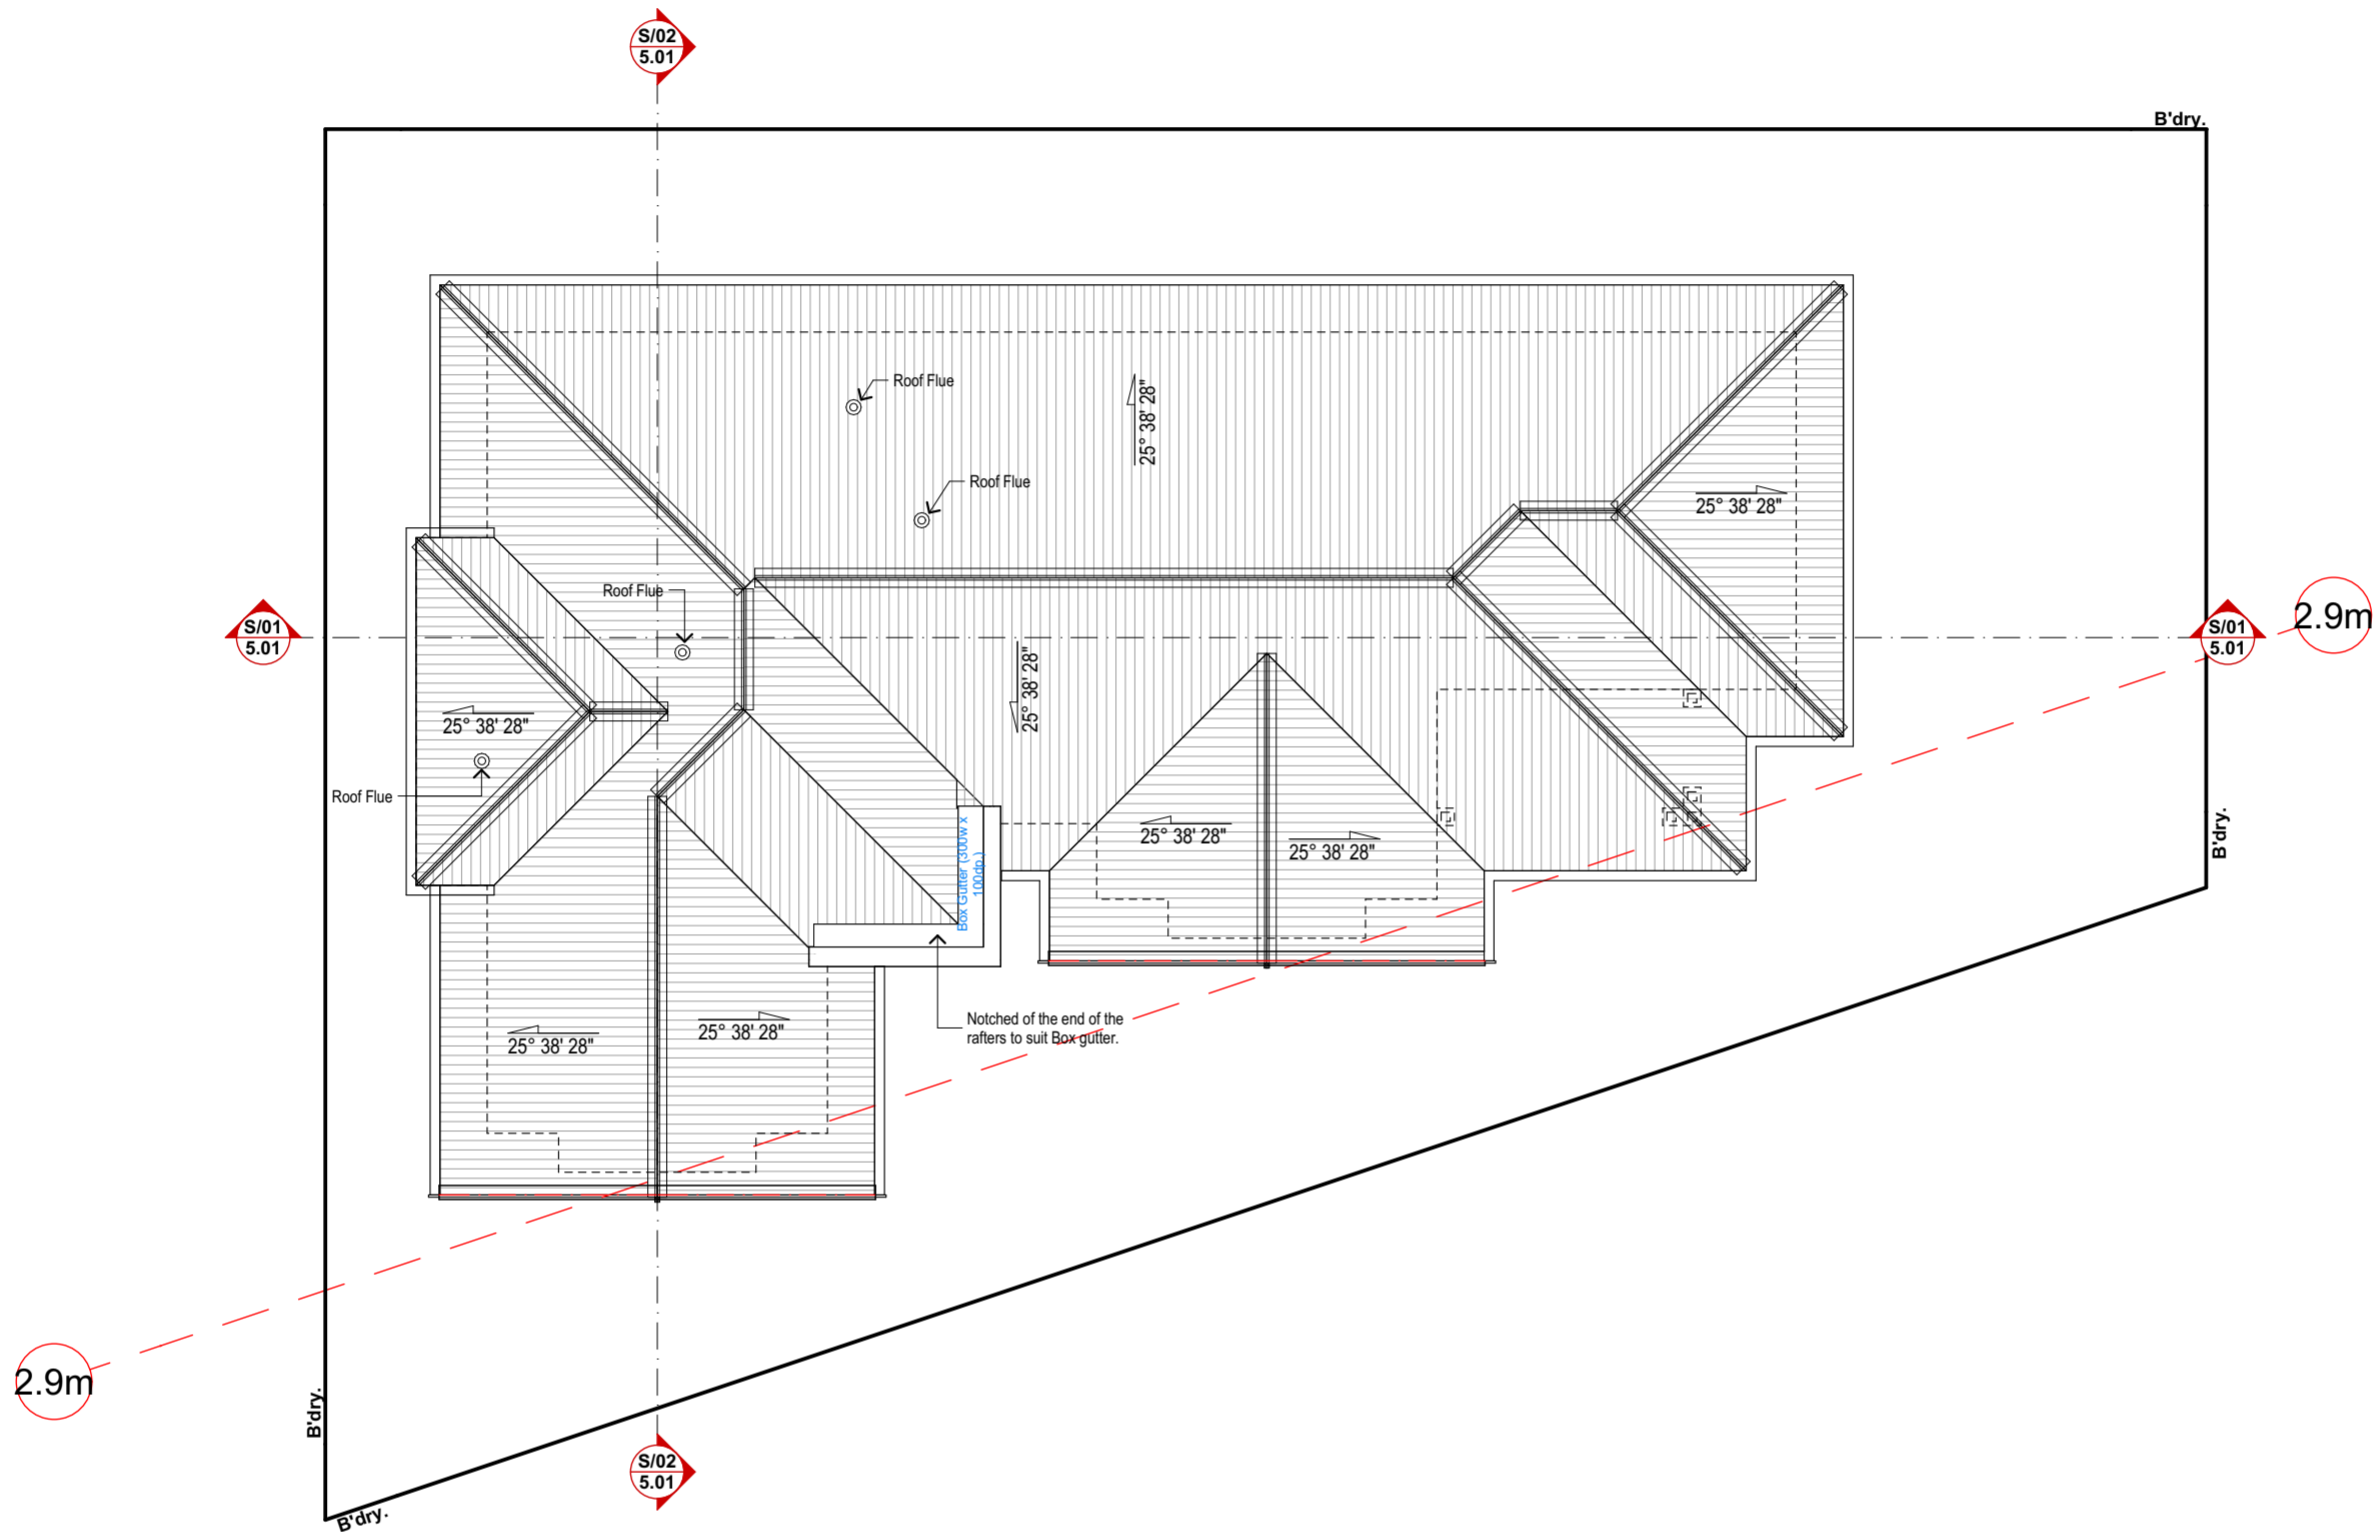 S/02
5.01
B'dry.
Roof Flue
25° 38' 28"
Roof Flue
25° 38' 28"
Roof Flue
S/01
5.01
S/01
5.01
2.9m
25° 38' 28"
25° 38' 28"
Roof Flue
Box Gutter (300w x
100dp.)
25° 38' 28"
25° 38' 28"
B'dry.
Notched of the end of the
rafters to suit Box gutter.
25° 38' 28"
25° 38' 28"
2.9m
B'dry.
S/02
5.01
B'dry.